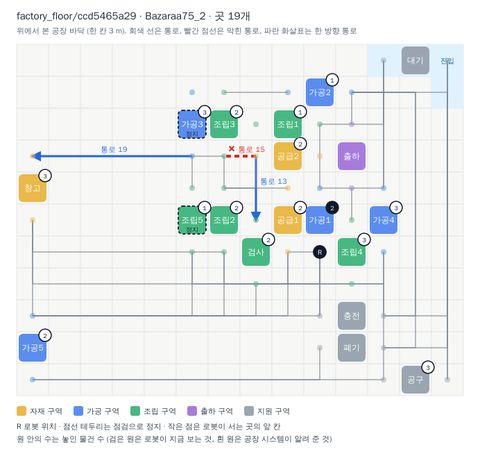 factory_floor/ccd5465a29 · Bazaraa75_2 · 곳 19개
위에서 본 공장 바닥 (한 칸 3 m). 회색 선은 통로, 빨간 점선은 막힌 통로, 파란 화살표는 한 방향 통로
대기
진입
가공2 1
가공3 3
정지
조립3 2
조립1 1
통로 19
✕ 통로 15
공급2 2
출하
창고 3
통로 13
조립5 1
정지
조립2 2
공급1 2
가공1 2
가공4 3
검사 2
R
조립4 3
충전
가공5 2
폐기
공구 3
자재 구역
가공 구역
조립 구역
출하 구역
지원 구역
R 로봇 위치 · 점선 테두리는 점검으로 정지 · 작은 점은 로봇이 서는 곳의 앞 칸
원 안의 수는 놓인 물건 수 (검은 원은 로봇이 지금 보는 것, 흰 원은 공장 시스템이 알려 준 것)